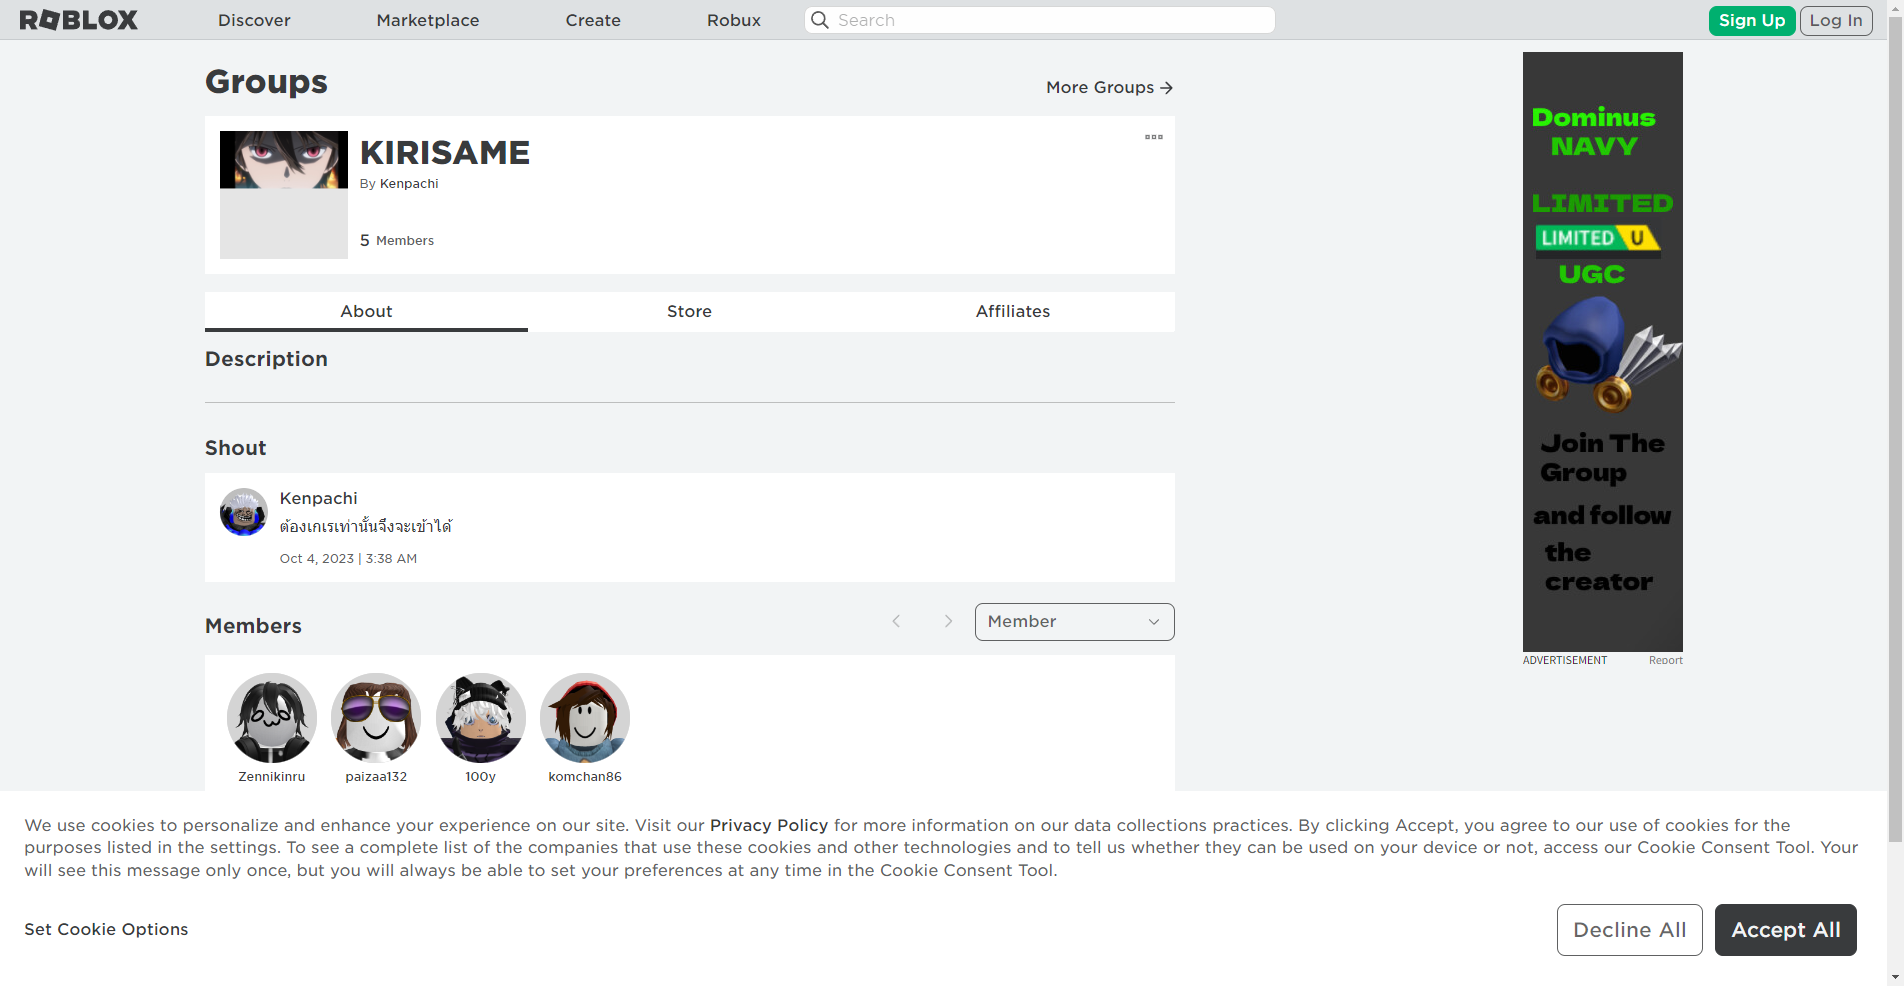 ROBLOX
Discover
Marketplace
Create
Robux
Search
Sign Up
Log In
Groups
More Groups
KIRISAME
By Kenpachi
5 Members
About
Store
Affiliates
Description
Shout
Kenpachi
ต้องเกเรเท่านั้นจึงจะเข้าได้
Oct 4, 2023 | 3:38 AM
Members
Member
Zennikinru
paizaa132
100y
komchan86
Dominus
NAVY
LIMITED
LIMITED U
UGC
Join The
Group
and follow
the
creator
ADVERTISEMENT
Report
We use cookies to personalize and enhance your experience on our site. Visit our Privacy Policy for more information on our data collections practices. By clicking Accept, you agree to our use of cookies for the
purposes listed in the settings. To see a complete list of the companies that use these cookies and other technologies and to tell us whether they can be used on your device or not, access our Cookie Consent Tool. Your
will see this message only once, but you will always be able to set your preferences at any time in the Cookie Consent Tool.
Set Cookie Options
Decline All
Accept All